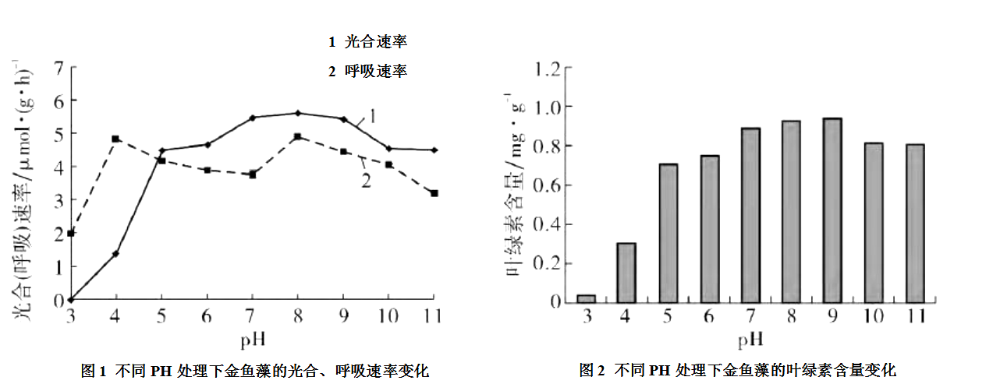 1 光合速率
2 呼吸速率
光合(呼吸)速率/μmol·(g·h)⁻¹
7
6
5
4
3
2
1
0
1
2
3 4 5 6 7 8 9 10 11
pH
图1 不同PH处理下金鱼藻的光合、呼吸速率变化
叶绿素含量/mg·g⁻¹
1.2
1.0
0.8
0.6
0.4
0.2
0
3 4 5 6 7 8 9 10 11
pH
图2 不同PH处理下金鱼藻的叶绿素含量变化